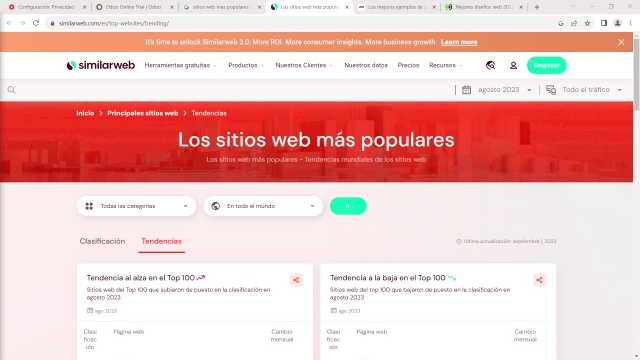 Configuración: Privacidad
Odoo Online Trial | Odoo
sitios web mas populares
Los sitios web más popula
Los mejores ejemplos de
Mejores diseños web 202
similarweb.com/es/top-websites/trending/
It's time to unlock Similarweb 3.0: More ROI. More consumer insights. More business growth. Learn more
similarweb
Herramientas gratuitas
Productos
Nuestros Clientes
Nuestros datos
Precios
Recursos
Empezar
agosto 2023
Todo el tráfico
Inicio > Principales sitios web > Tendencias
Los sitios web más populares
Los sitios web más populares - Tendencias mundiales de los sitios web
Todas las categorías
En todo el mundo
Ir
Clasificación
Tendencias
Última actualización: septiembre 1, 2023
Tendencia al alza en el Top 100
Sitios web del Top 100 que subieron de puesto en la clasificación en
agosto 2023
ago 2023
Clasi
ficac
ión
Página web
Cambio
mensual
Tendencia a la baja en el Top 100
Sitios web del top 100 que bajaron de puesto en la clasificación en
agosto 2023
ago 2023
Clasi
ficac
ión
Página web
Cambio
mensual